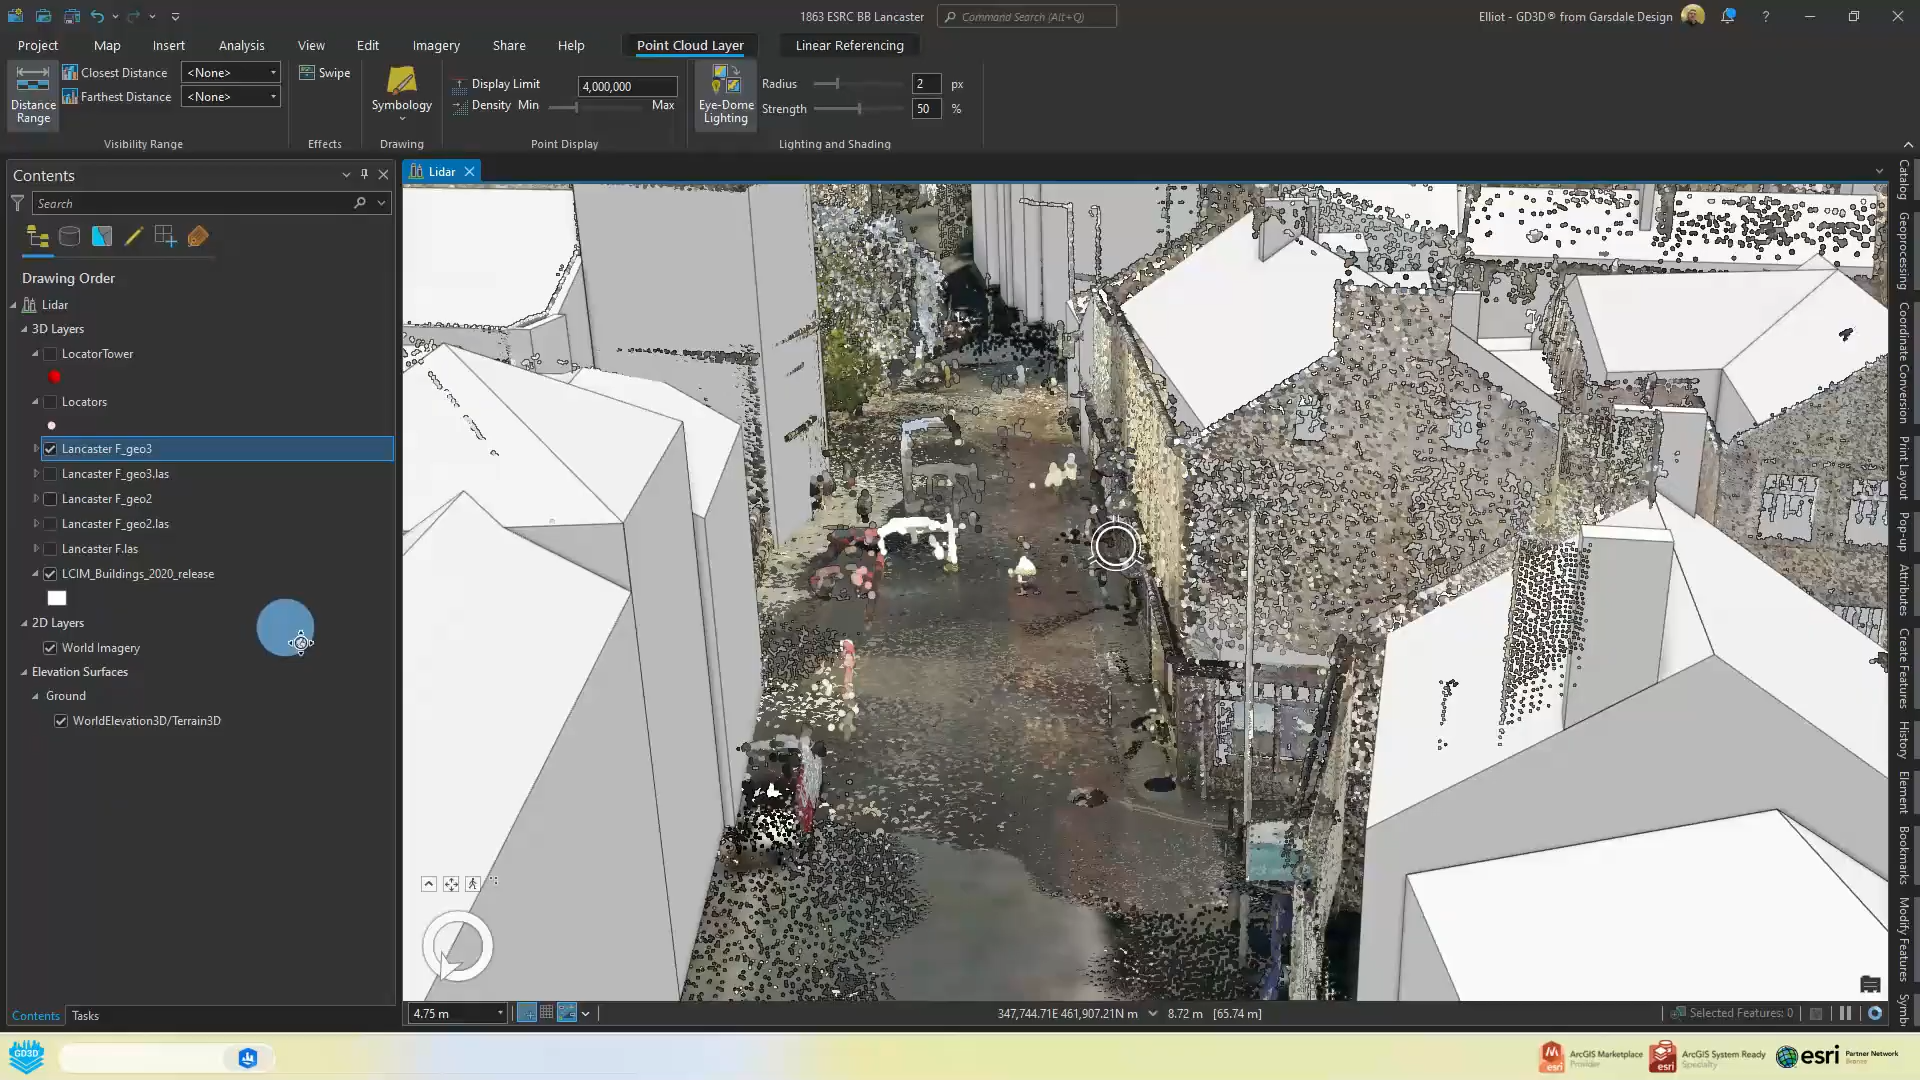 1863 ESRC BB Lancaster
Command Search (Alt+Q)
Elliot - GD3D® from Garsdale Design
?
Project
Map
Insert
Analysis
View
Edit
Imagery
Share
Help
Point Cloud Layer
Linear Referencing
Distance Range
Closest Distance
<None>
Farthest Distance
<None>
Visibility Range
Swipe
Effects
Symbology
Drawing
Display Limit
4,000,000
Density Min
Max
Point Display
Eye-Dome Lighting
Radius
2 px
Strength
50 %
Lighting and Shading
Contents
Search
Drawing Order
Lidar
3D Layers
LocatorTower
Locators
Lancaster F_geo3
Lancaster F_geo3.las
Lancaster F_geo2
Lancaster F_geo2.las
Lancaster F.las
LCIM_Buildings_2020_release
2D Layers
World Imagery
Elevation Surfaces
Ground
WorldElevation3D/Terrain3D
Contents
Tasks
Lidar
4.75 m
347,744.71E 461,907.21N m
8.72 m
[65.74 m]
Selected Features: 0
Catalog
Geoprocessing
Coordinate Conversion
Print Layout
Pop-up
Attributes
Create Features
History
Element
Bookmarks
Modify Features
Symb
GD3D
esri
ArcGIS Marketplace
Provider
esri
ArcGIS System Ready
Specialty
esri
Partner Network
Bronze